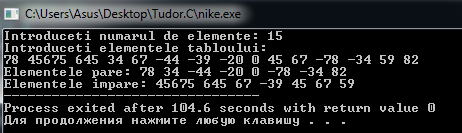 C:\Users\Asus\Desktop\Tudor.C\nike.exe
Introduceti numarul de elemente: 15
Introduceti elementele tabloului:
78 45675 645 34 67 -44 -39 -20 0 45 67 -78 -34 59 82
Elementele pare: 78 34 -44 -20 0 -78 -34 82
Elementele impare: 45675 645 67 -39 45 67 59
--------------------------------
Process exited after 104.6 seconds with return value 0
Для продолжения нажмите любую клавишу . . .